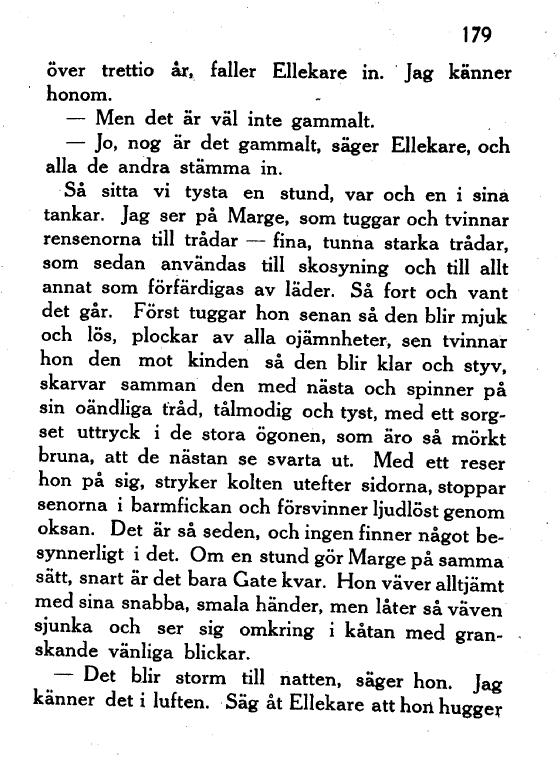 179
över trettio år, faller Ellekare in. Jag känner
honom.
— Men det är väl inte gammalt.
— Jo, nog är det gammalt, säger Ellekare, och
alla de andra stämma in.
Så sitta vi tysta en stund, var och en i sina
tankar. Jag ser på Marge, som tuggar och tvinnar
rensenorna till trådar — fina, tunna starka trådar,
som sedan användas till skosyning och till allt
annat som förfärdigas av läder. Så fort och vant
det går. Först tuggar hon senan så den blir mjuk
och lös, plockar av alla ojämnheter, sen tvinnar
hon den mot kinden så den blir klar och styv,
skarvar samman den med nästa och spinner på
sin oändliga tråd, tålmodig och tyst, med ett sorg-
set uttryck i de stora ögonen, som äro så mörkt
bruna, att de nästan se svarta ut. Med ett reser
hon på sig, stryker kolten utefter sidorna, stoppar
senorna i barmfickan och försvinner ljudlöst genom
oksan. Det är så seden, och ingen finner något be-
synnerligt i det. Om en stund gör Marge på samma
sätt, snart är det bara Gate kvar. Hon väver alltjämt
med sina snabba, smala händer, men låter så väven
sjunka och ser sig omkring i kåtan med gran-
skande vänliga blickar.
— Det blir storm till natten, säger hon. Jag
känner det i luften. Säg åt Ellekare att hon hugger